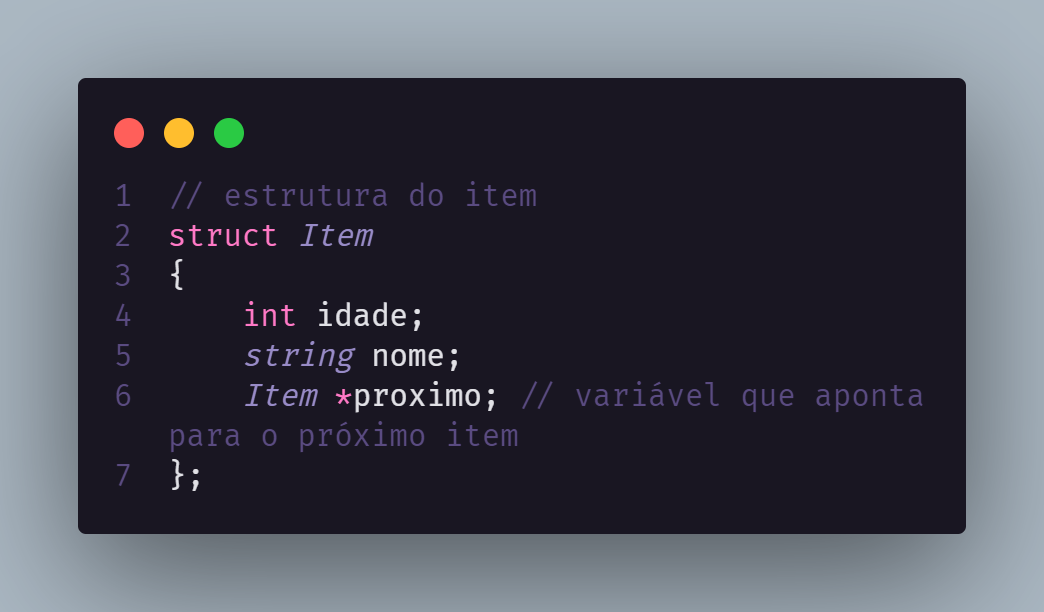 1 // estrutura do item
2 struct Item
3 {
4     int idade;
5     string nome;
6     Item *proximo; // variável que aponta
para o próximo item
7 };